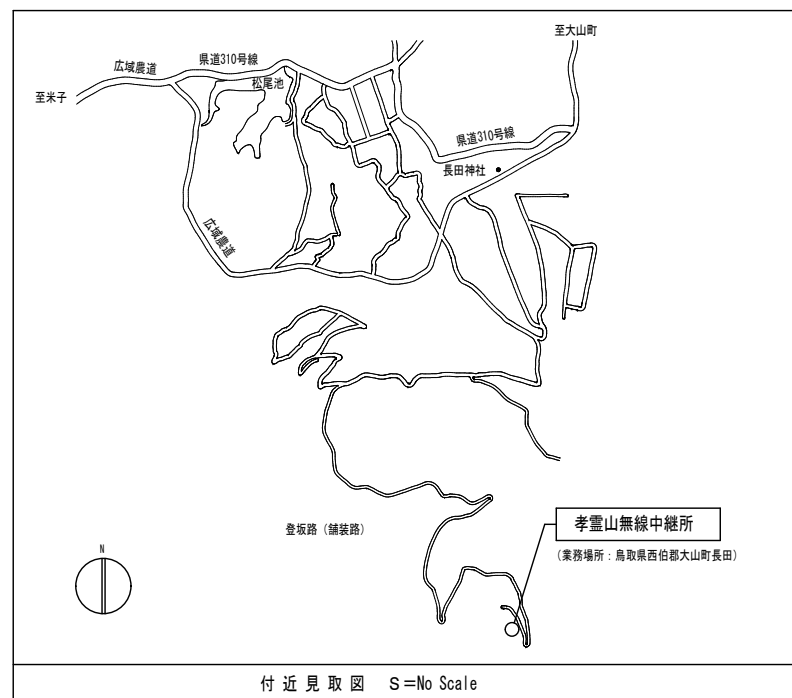 至大山町
県道310号線
広域農道
松尾池
至米子
県道310号線
長田神社
広域農道
孝霊山無線中継所
登坂路（舗装路）
（業務場所：鳥取県西伯郡大山町長田）
N
付近見取図 S=No Scale